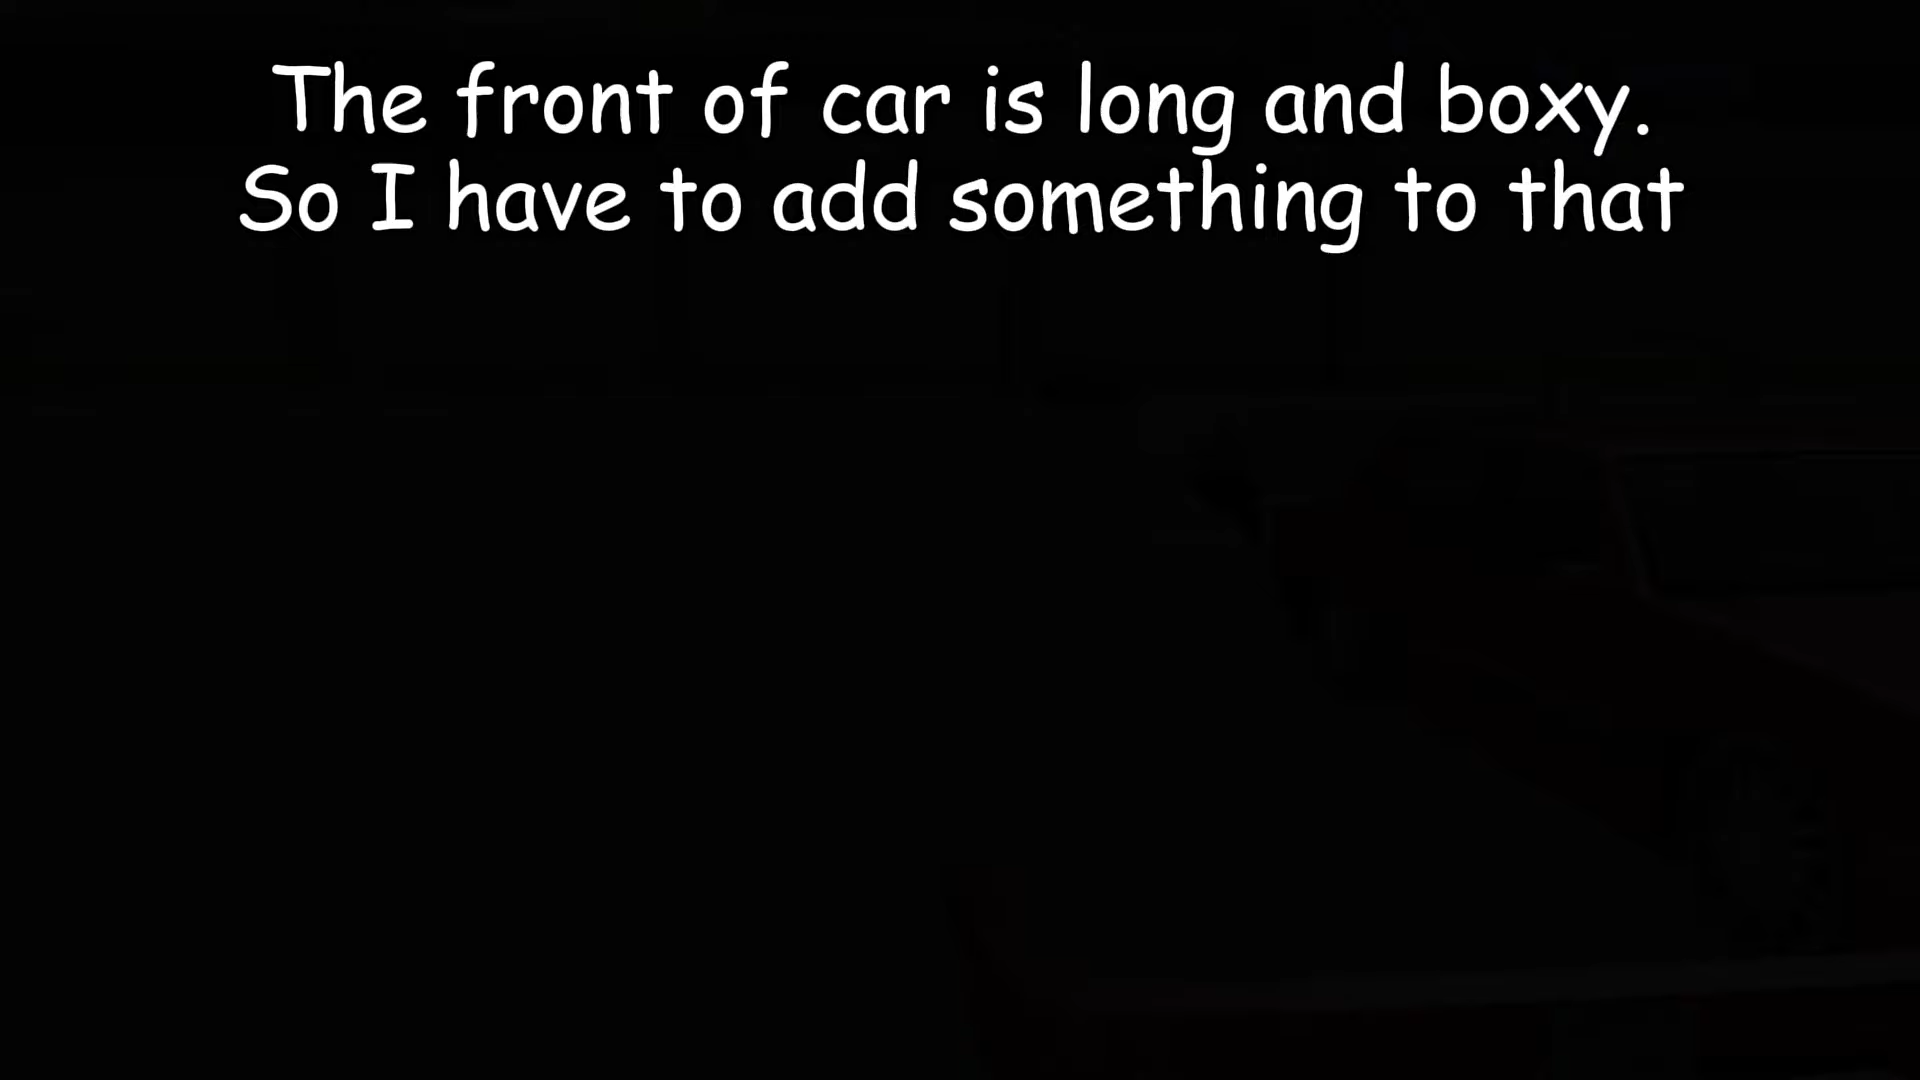 The front of car is long and boxy.
So I have to add something to that